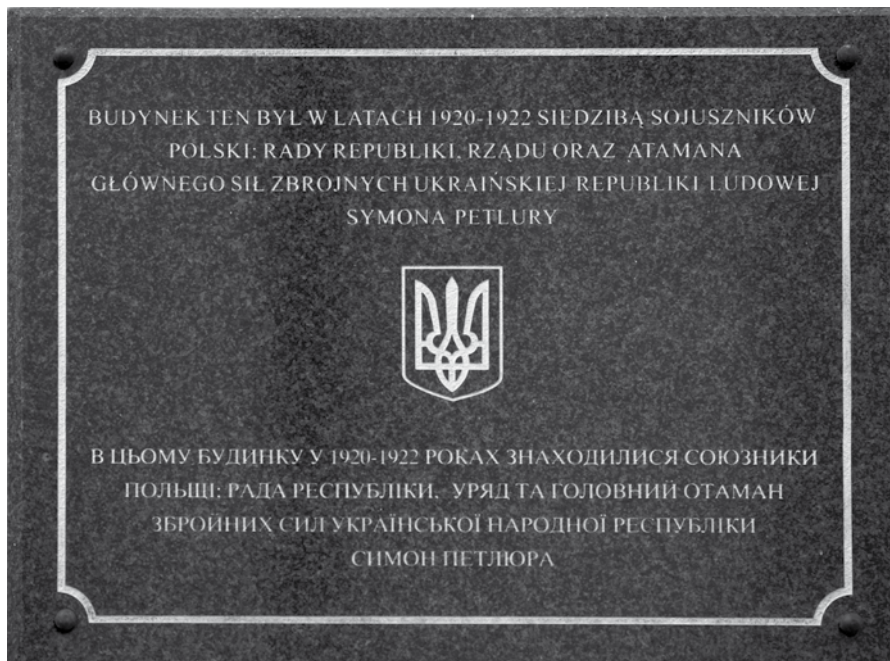 BUDYNEK TEN BYŁ W LATACH 1920-1922 SIEDZIBĄ SOJUSZNIKÓW
POLSKI: RADY REPUBLIKI, RZĄDU ORAZ ATAMANA
GŁÓWNEGO SIŁ ZBROJNYCH UKRAIŃSKIEJ REPUBLIKI LUDOWEJ
SYMONA PETLURY
В ЦЬОМУ БУДИНКУ У 1920-1922 РОКАХ ЗНАХОДИЛИСЯ СОЮЗНИКИ
ПОЛЬЩІ: РАДА РЕСПУБЛІКИ, УРЯД ТА ГОЛОВНИЙ ОТАМАН
ЗБРОЙНИХ СИЛ УКРАЇНСЬКОЇ НАРОДНОЇ РЕСПУБЛІКИ
СИМОН ПЕТЛЮРА